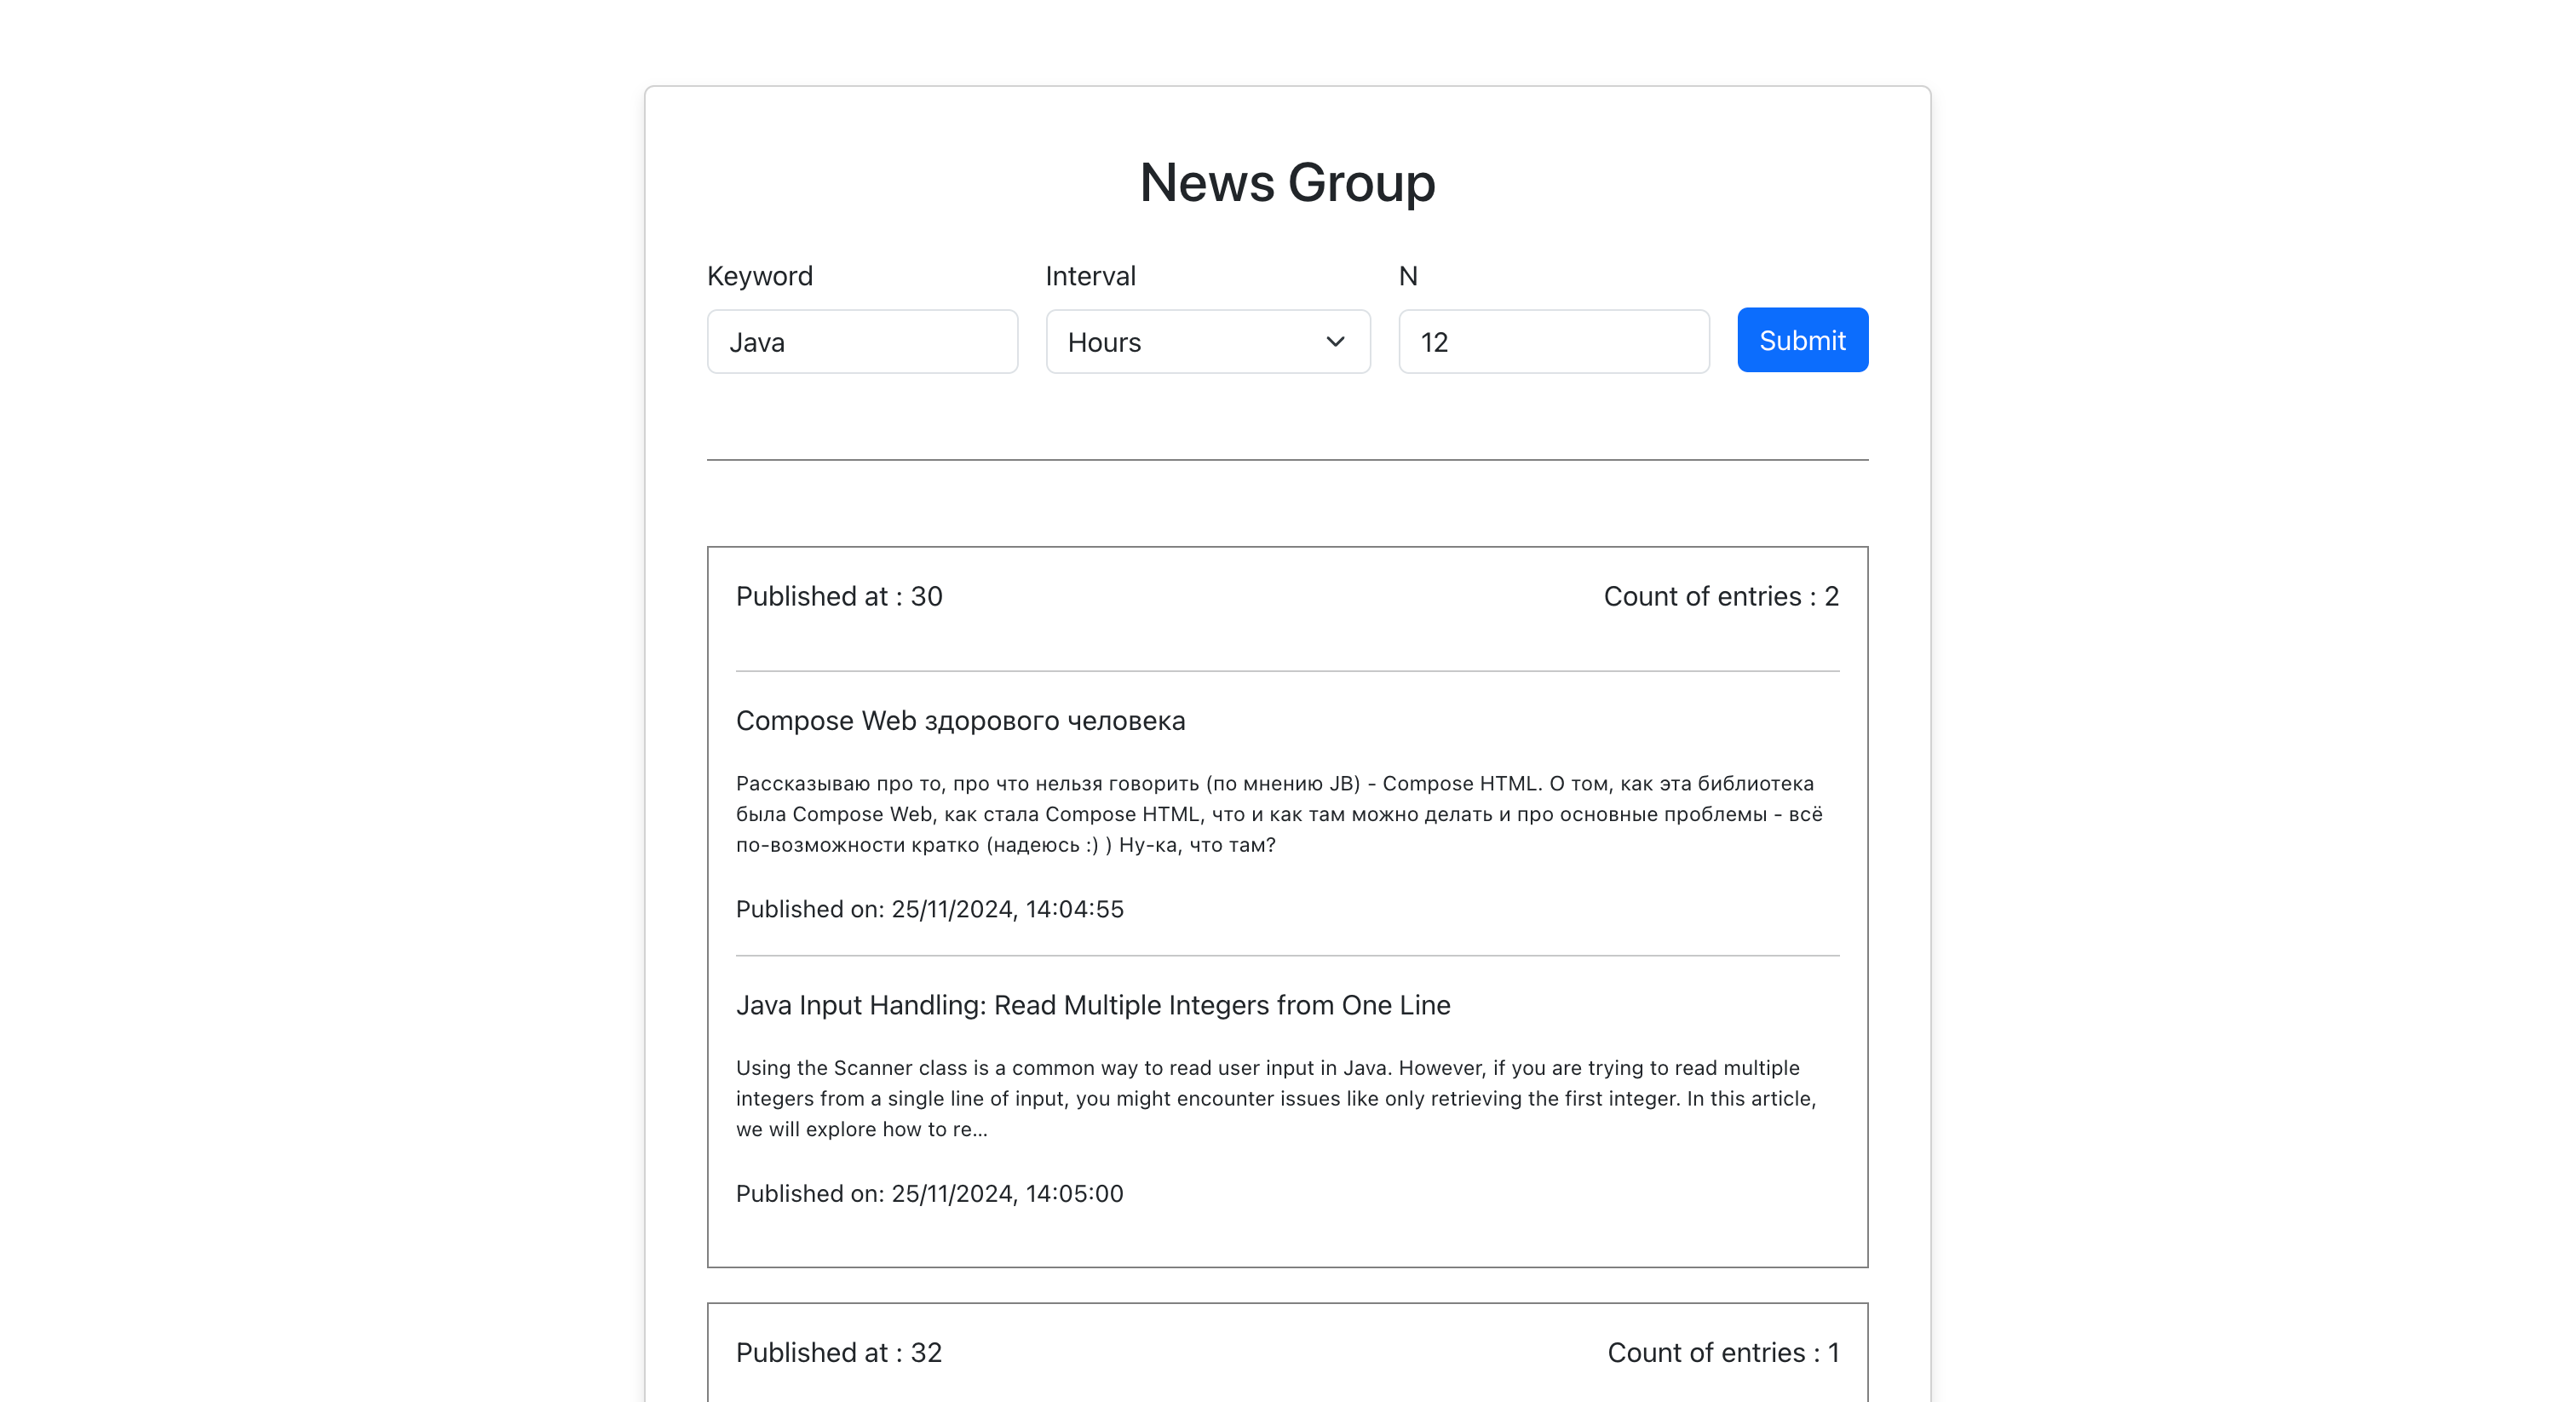 News Group
Keyword
Interval
N
Java
Hours
12
Submit
Published at : 30
Count of entries : 2
Compose Web здорового человека
Рассказываю про то, про что нельзя говорить (по мнению JB) - Compose HTML. О том, как эта библиотека
была Compose Web, как стала Compose HTML, что и как там можно делать и про основные проблемы - всё
по-возможности кратко (надеюсь :) ) Ну-ка, что там?
Published on: 25/11/2024, 14:04:55
Java Input Handling: Read Multiple Integers from One Line
Using the Scanner class is a common way to read user input in Java. However, if you are trying to read multiple
integers from a single line of input, you might encounter issues like only retrieving the first integer. In this article,
we will explore how to re...
Published on: 25/11/2024, 14:05:00
Published at : 32
Count of entries : 1